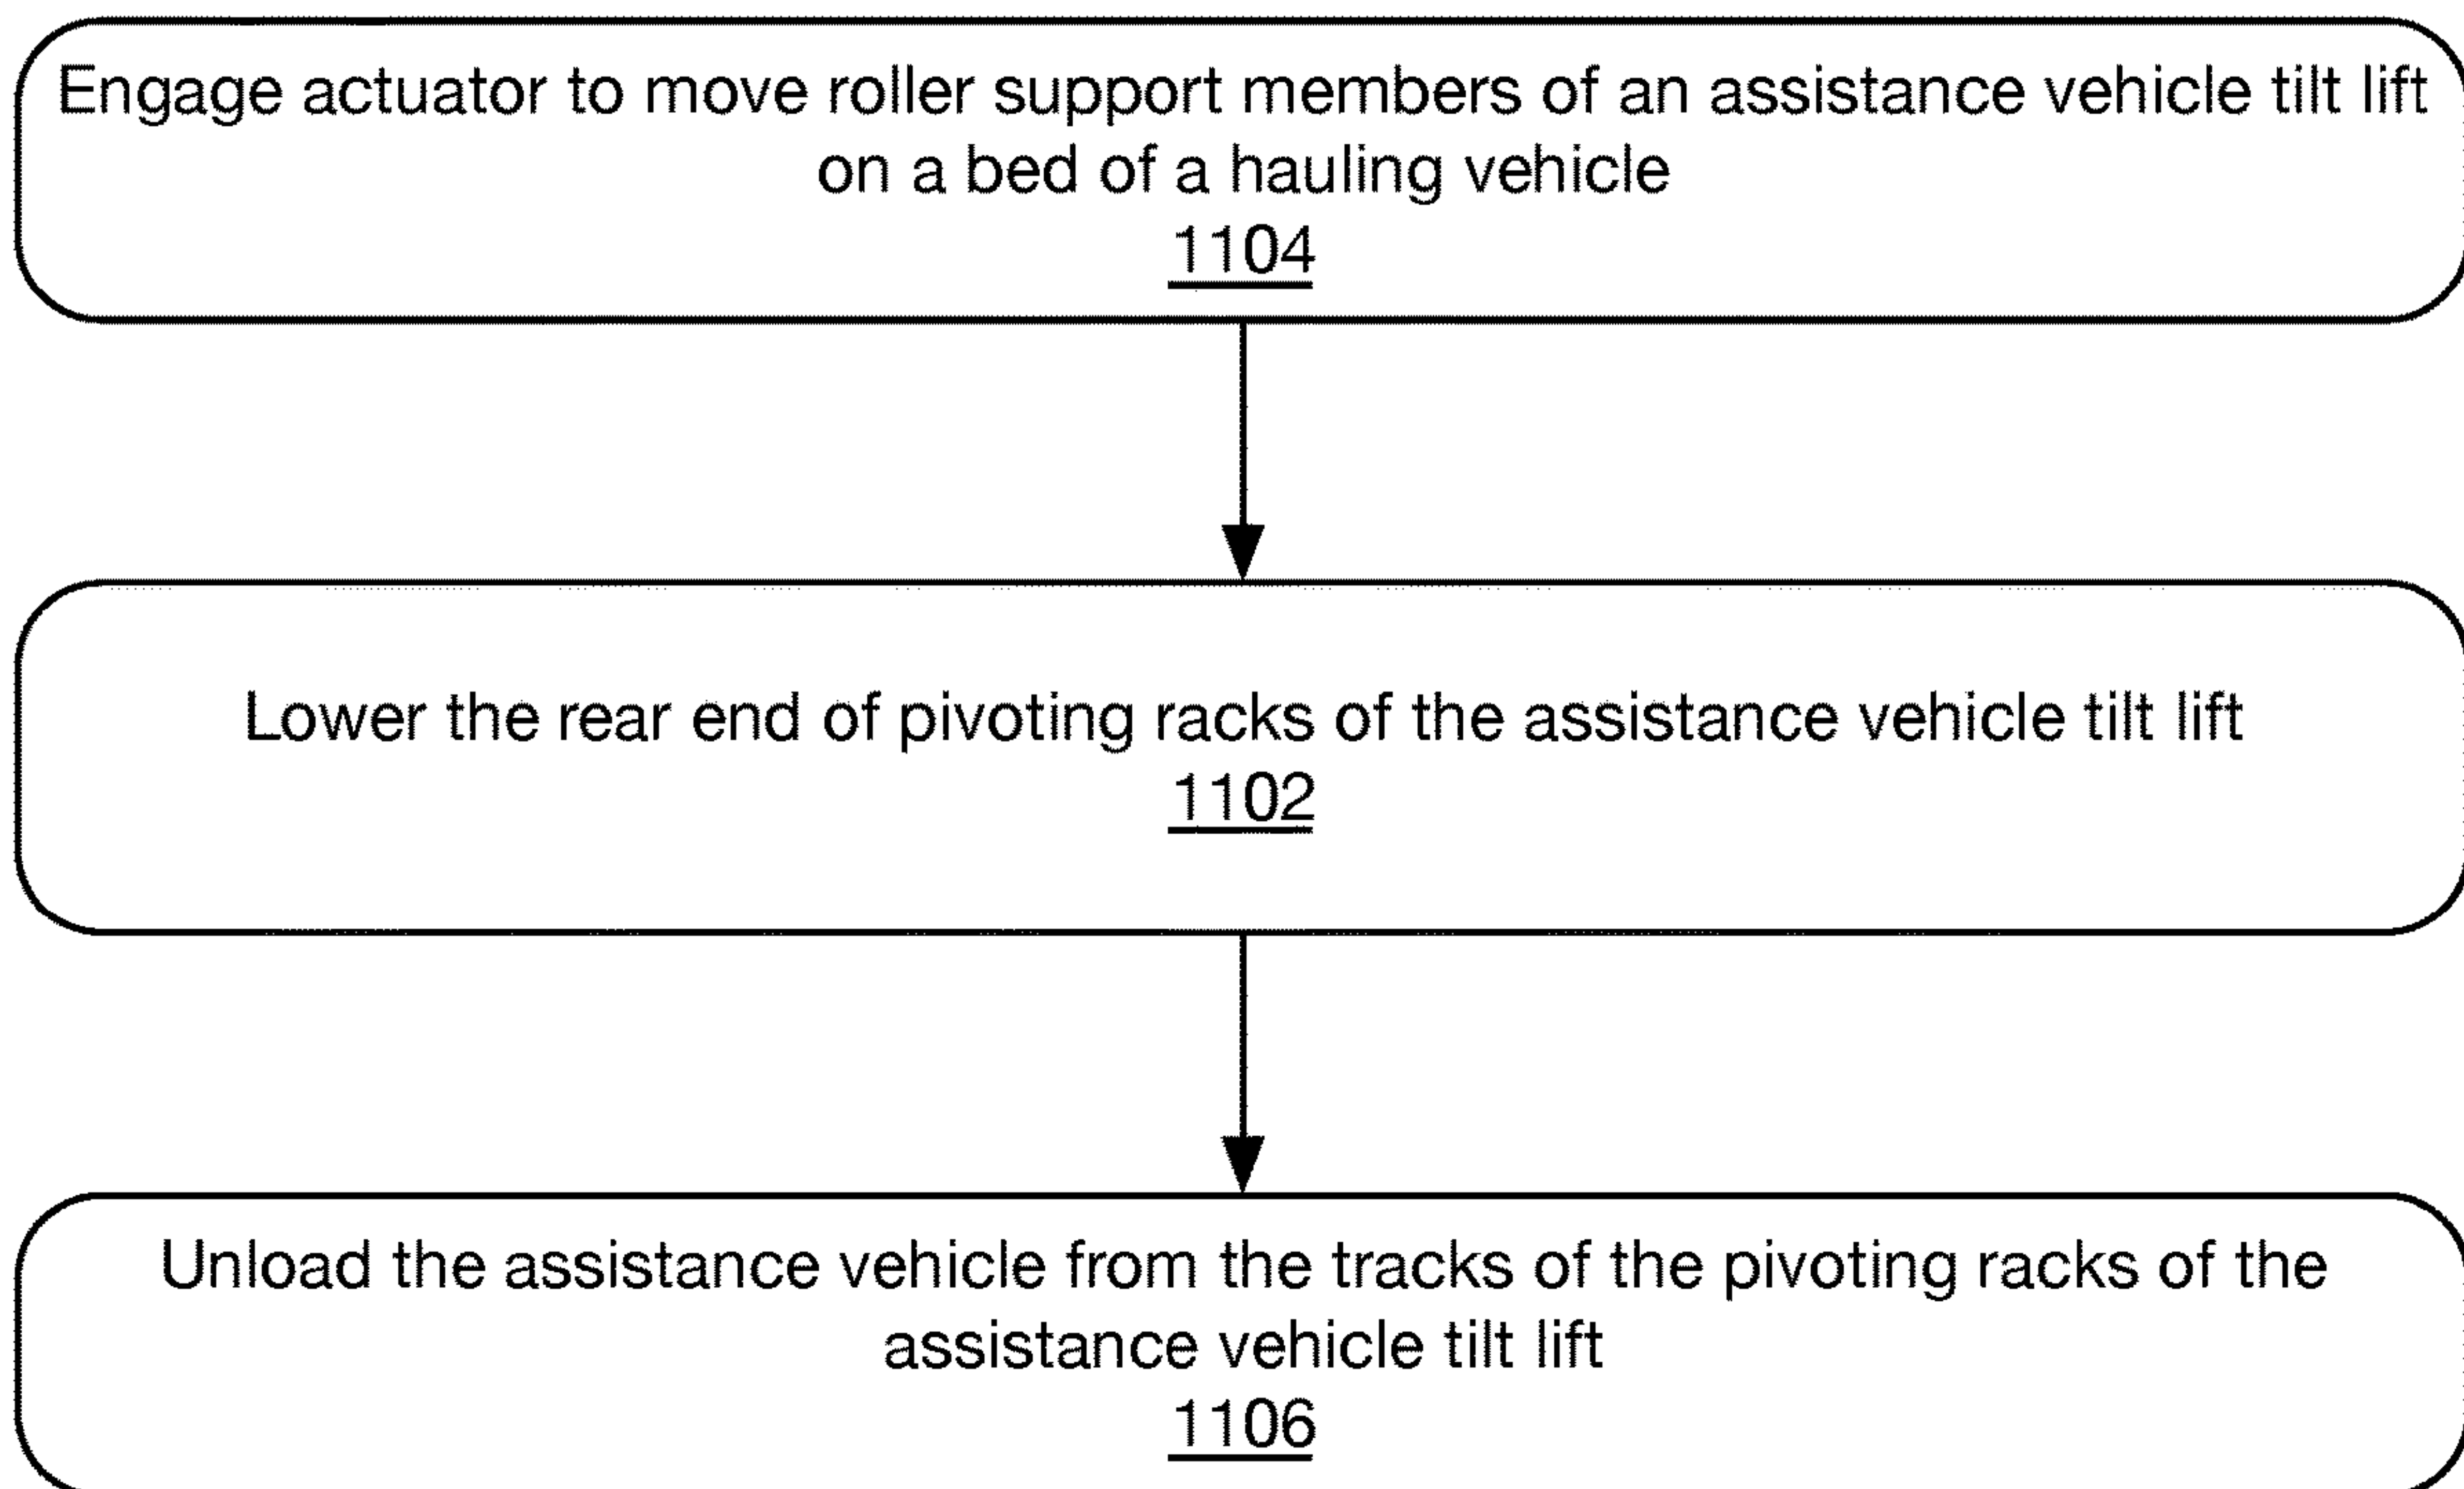 Engage actuator to move roller support members of an assistance vehicle tilt lift
on a bed of a hauling vehicle
1104
Lower the rear end of pivoting racks of the assistance vehicle tilt lift
1102
Unload the assistance vehicle from the tracks of the pivoting racks of the
assistance vehicle tilt lift
1106